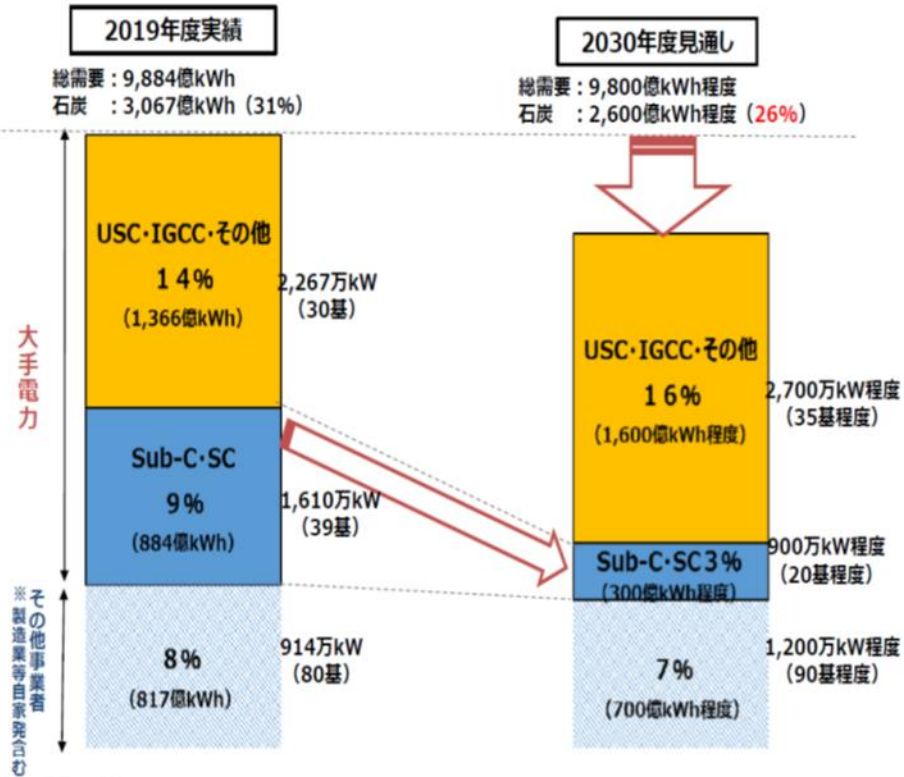 2019年度実績
総需要：9,884億kWh
石炭　：3,067億kWh（31%）
2030年度見通し
総需要：9,800億kWh程度
石炭　：2,600億kWh程度（26%）
大手電力
USC･IGCC･その他
14%
（1,366億kWh）
2,267万kW
（30基）
Sub-C･SC
9%
（884億kWh）
1,610万kW
（39基）
その他事業者
※製造業等自家発含む
8%
（817億kWh）
914万kW
（80基）
USC･IGCC･その他
16%
（1,600億kWh程度）
2,700万kW程度
（35基程度）
Sub-C･SC3%
（300億kWh程度）
900万kW程度
（20基程度）
7%
（700億kWh程度）
1,200万kW程度
（90基程度）